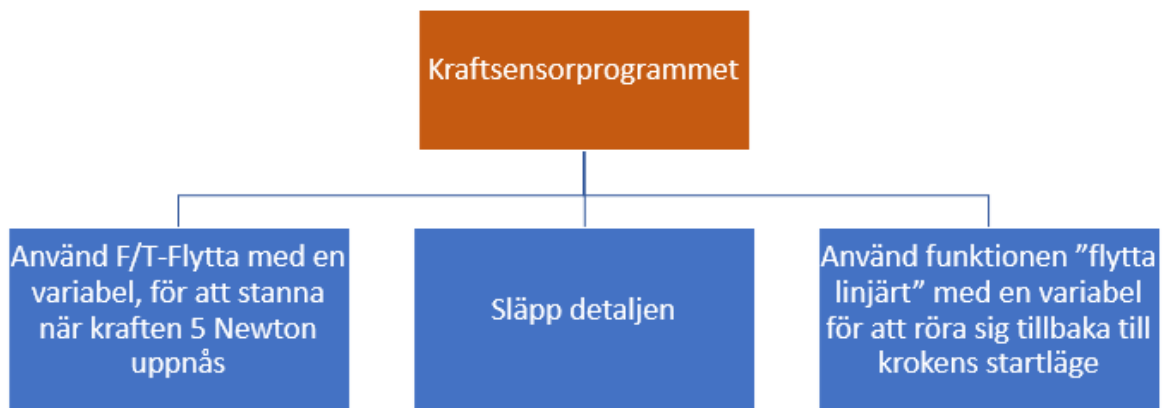 Kraftsensorprogrammet
Använd F/T-Flytta med en
variabel, för att stanna
när kraften 5 Newton
uppnås
Släpp detaljen
Använd funktionen ”flytta
linjärt” med en variabel
för att röra sig tillbaka till
krokens startläge